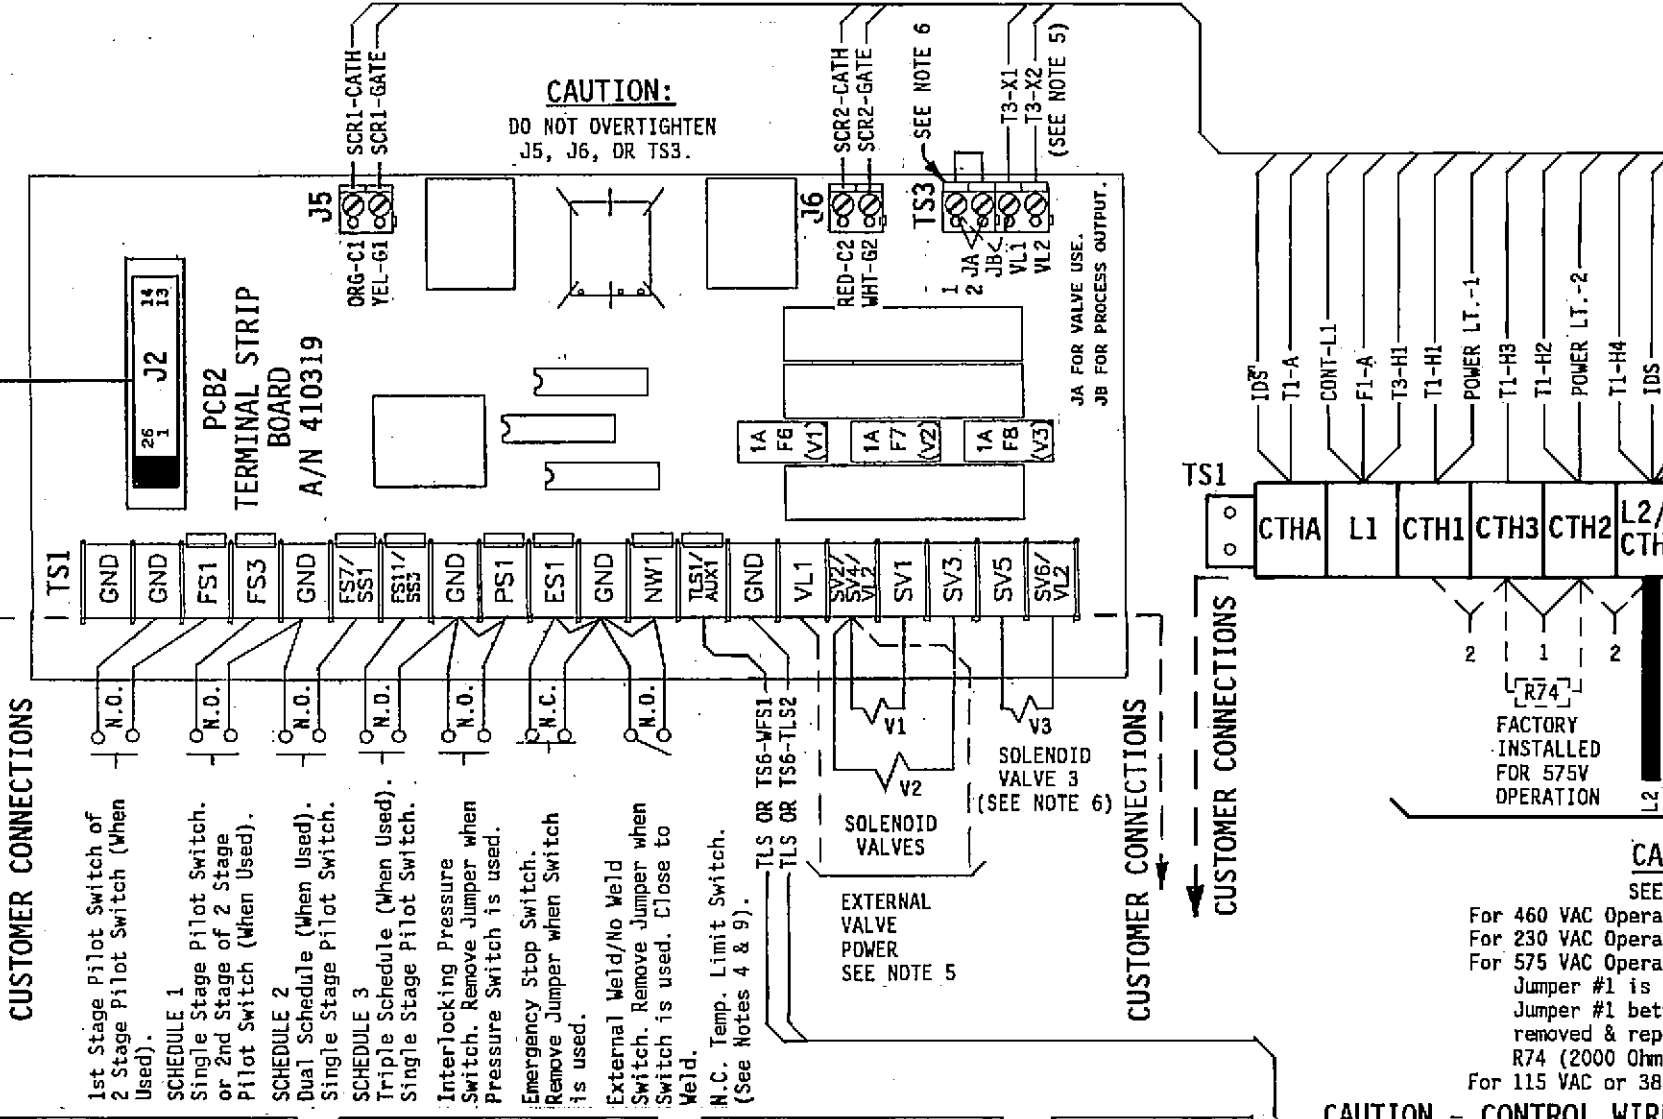 SCR1-CATH
SCR1-GATE
CAUTION:
DO NOT OVERTIGHTEN
J5, J6, OR TS3.
SCR2-CATH
SCR2-GATE
SEE NOTE 6
T3-X1
T3-X2
(SEE NOTE 5)
J5
ORG-C1
YEL-G1
J6
RED-C2
WHT-G2
TS3
1
2
JA
JB
VL1
VL2
JA FOR VALVE USE.
JB FOR PROCESS OUTPUT.
14
13
J2
26
1
PCB2
TERMINAL STRIP
BOARD
A/N 410319
1A
F6
(V1)
1A
F7
(V2)
1A
F8
(V3)
TS1
GND
GND
FS1
FS3
GND
FS7/
SS1
FS11/
SS3
GND
PS1
ES1
GND
NW1
TLS1/
AUX1
GND
VL1
SV2/
SV4/
VL2
SV1
SV3
SV5
SV6/
VL2
IDS
T1-A
CONT-L1
F1-A
T3-H1
T1-H1
POWER LT.-1
T1-H3
T1-H2
POWER LT.-2
T1-H4
IDS
TS1
CTHA
L1
CTH1
CTH3
CTH2
L2/
CTH
2
1
2
R74
FACTORY
INSTALLED
FOR 575V
OPERATION
L2
N.O.
N.O.
N.O.
N.O.
N.O.
N.C.
N.O.
CUSTOMER CONNECTIONS
1st Stage Pilot Switch of
2 Stage Pilot Switch (When
Used).
SCHEDULE 1
Single Stage Pilot Switch.
or 2nd Stage of 2 Stage
Pilot Switch (When Used).
SCHEDULE 2
Dual Schedule (When Used).
Single Stage Pilot Switch.
SCHEDULE 3
Triple Schedule (When Used).
Single Stage Pilot Switch.
Interlocking Pressure
Switch. Remove Jumper when
Pressure Switch is used.
Emergency Stop Switch.
Remove Jumper when Switch
is used.
External Weld/No Weld
Switch. Remove Jumper when
Switch is used. Close to
Weld.
N.C. Temp. Limit Switch.
(See Notes 4 & 9).
TLS OR TS6-WFS1
TLS OR TS6-TLS2
V1
V2
SOLENOID
VALVES
V3
SOLENOID
VALVE 3
(SEE NOTE 6)
EXTERNAL
VALVE
POWER
SEE NOTE 5
CUSTOMER CONNECTIONS
CUSTOMER CONNECTIONS
CA
SEE
For 460 VAC Opera
For 230 VAC Opera
For 575 VAC Opera
Jumper #1 is
Jumper #1 bet
removed & rep
R74 (2000 Ohm
For 115 VAC or 38
CAUTION - CONTROL WIR